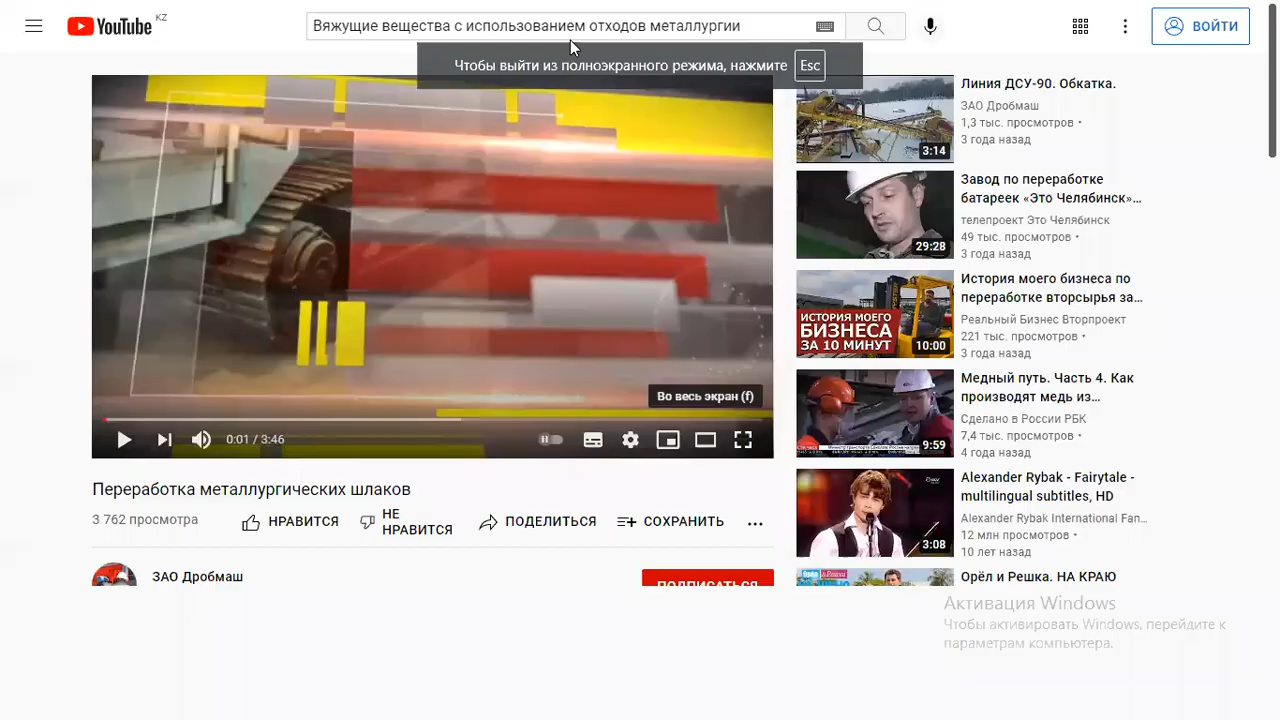 YouTube KZ
Вяжущие вещества с использованием отходов металлургии
ВОЙТИ
Чтобы выйти из полноэкранного режима, нажмите Esc
Во весь экран (f)
0:01 / 3:46
Переработка металлургических шлаков
3 762 просмотра
НРАВИТСЯ
НЕ
НРАВИТСЯ
ПОДЕЛИТЬСЯ
СОХРАНИТЬ
ЗАО Дробмаш
ПОДПИСАТЬСЯ
3:14
Линия ДСУ-90. Обкатка.
ЗАО Дробмаш
1,3 тыс. просмотров •
3 года назад
29:28
Завод по переработке
батареек «Это Челябинск»...
телепроект Это Челябинск
49 тыс. просмотров •
3 года назад
ИСТОРИЯ МОЕГО
БИЗНЕСА
ЗА 10 МИНУТ
10:00
История моего бизнеса по
переработке вторсырья за...
Реальный Бизнес Вторпроект
221 тыс. просмотров •
3 года назад
9:59
Медный путь. Часть 4. Как
производят медь из...
Сделано в России РБК
7,4 тыс. просмотров •
4 года назад
3:08
Alexander Rybak - Fairytale -
multilingual subtitles, HD
Alexander Rybak International Fan...
12 млн просмотров •
10 лет назад
Орёл и Решка. НА КРАЮ
Активация Windows
Чтобы активировать Windows, перейдите к
параметрам компьютера.